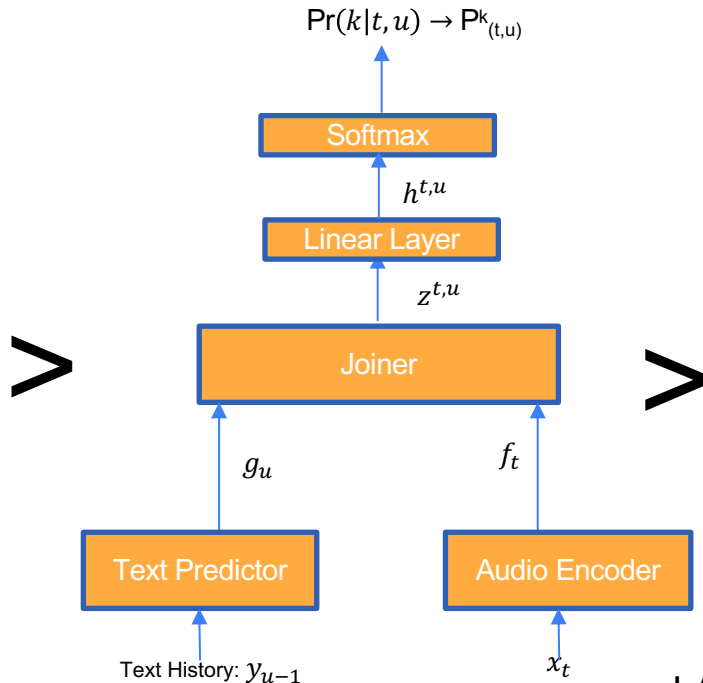 Pr(k|t, u) → Pᵏ₍ₜ,ᵤ₎
Softmax
hᵗ,ᵘ
Linear Layer
zᵗ,ᵘ
> Joiner >
gᵤ fₜ
Text Predictor Audio Encoder
Text History: yᵤ₋₁ xₜ